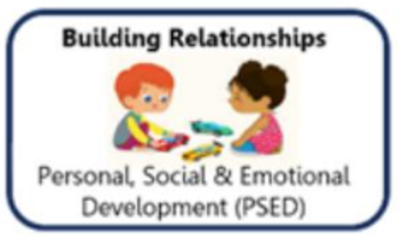 Building Relationships
Personal, Social & Emotional
Development (PSED)